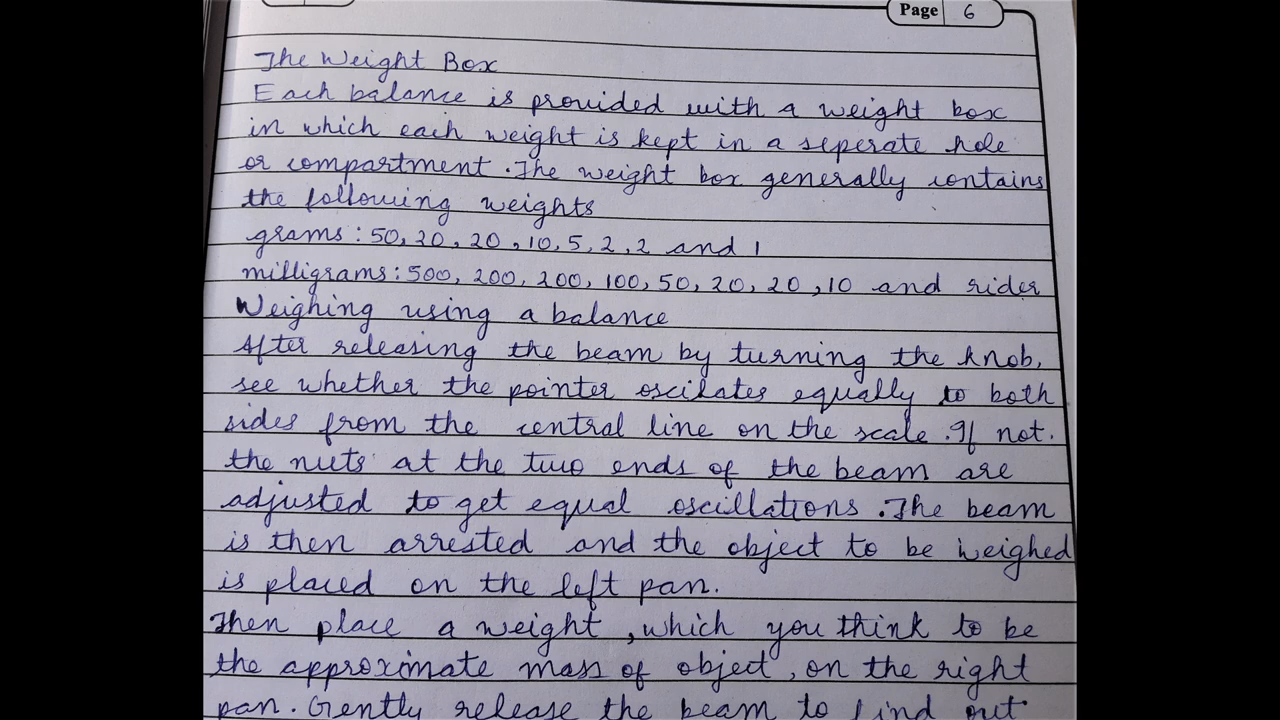 Page 6
The Weight Box
Each balance is provided with a weight box
in which each weight is kept in a seperate hole
or compartment. The weight box generally contains
the following weights
grams: 50, 20, 20, 10, 5, 2, 2 and 1
milligrams: 500, 200, 200, 100, 50, 20, 20, 10 and rider
Weighing using a balance
After releasing the beam by turning the knob,
see whether the pointer oscilates equally to both
sides from the central line on the scale. If not.
the nuts at the two ends of the beam are
adjusted to get equal oscillations. The beam
is then arrested and the object to be weighed
is placed on the left pan.
Then place a weight, which you think to be
the approximate mass of object, on the right
pan. Gently release the beam to find out